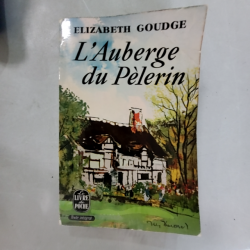 ELIZABETH GOUDGE
L'Auberge
du Pèlerin
LE LIVRE
DE POCHE